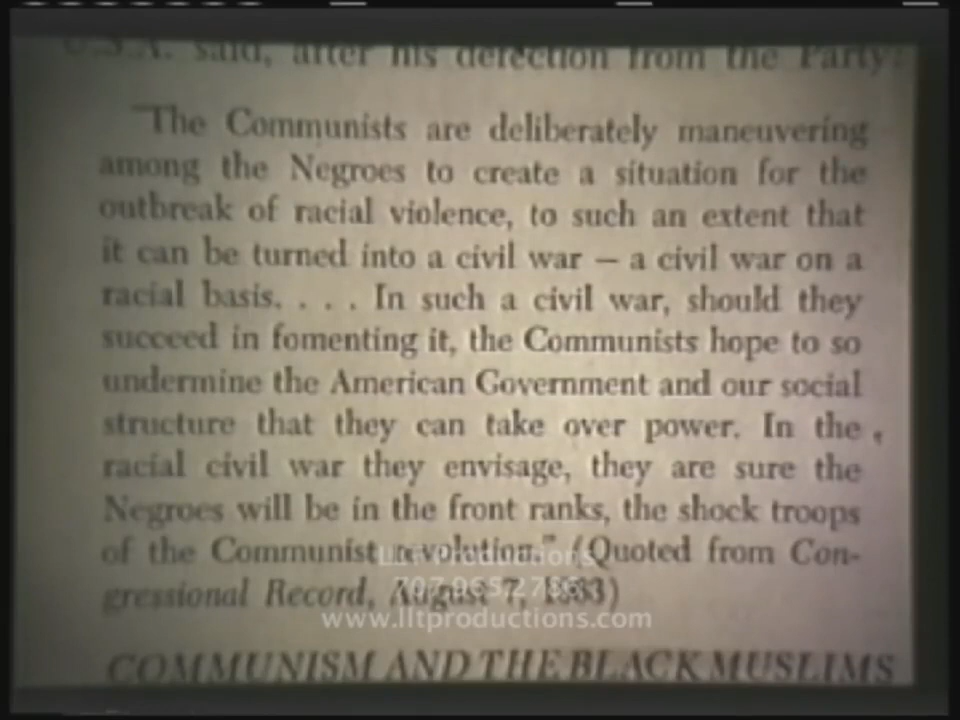 U.S.A. said, after his defection from the Party:
"The Communists are deliberately maneuvering
among the Negroes to create a situation for the
outbreak of racial violence, to such an extent that
it can be turned into a civil war — a civil war on a
racial basis. . . . In such a civil war, should they
succeed in fomenting it, the Communists hope to so
undermine the American Government and our social
structure that they can take over power. In the
racial civil war they envisage, they are sure the
Negroes will be in the front ranks, the shock troops
of the Communist revolution." (Quoted from Con-
gressional Record, August 7,
LLT Productions
www.lltproductions.com
COMMUNISM AND THE BLACK MUSLIMS